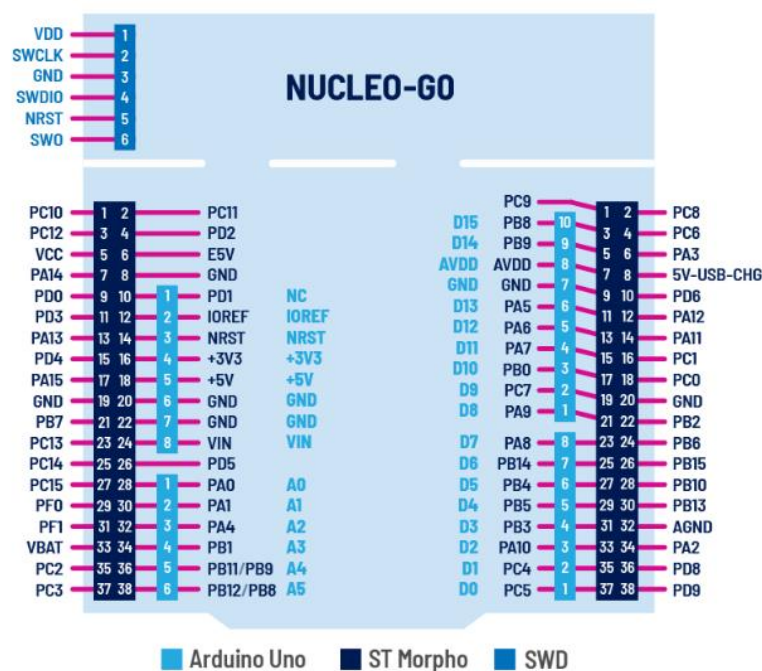 VDD 1
SWCLK 2
GND 3
SWDIO 4
NRST 5
SWO 6
NUCLEO-G0
PC10 1 2 PC11
PC12 3 4 PD2
VCC 5 6 E5V
PA14 7 8 GND
PD0 9 10 1 PD1 NC
PD3 11 12 2 IOREF IOREF
PA13 13 14 3 NRST NRST
PD4 15 16 4 +3V3 +3V3
PA15 17 18 5 +5V +5V
GND 19 20 6 GND GND
PB7 21 22 7 GND GND
PC13 23 24 8 VIN VIN
PC14 25 26 PD5
PC15 27 28 1 PA0 A0
PF0 29 30 2 PA1 A1
PF1 31 32 3 PA4 A2
VBAT 33 34 4 PB1 A3
PC2 35 36 5 PB11/PB9 A4
PC3 37 38 6 PB12/PB8 A5
PC9 1 2 PC8
D15 PB8 10 3 4 PC6
D14 PB9 9 5 6 PA3
AVDD AVDD 8 7 8 5V-USB-CHG
GND GND 7 9 10 PD6
D13 PA5 6 11 12 PA12
D12 PA6 5 13 14 PA11
D11 PA7 4 15 16 PC1
D10 PB0 3 17 18 PC0
D9 PC7 2 19 20 GND
D8 PA9 1 21 22 PB2
D7 PA8 8 23 24 PB6
D6 PB14 7 25 26 PB15
D5 PB4 6 27 28 PB10
D4 PB5 5 29 30 PB13
D3 PB3 4 31 32 AGND
D2 PA10 3 33 34 PA2
D1 PC4 2 35 36 PD8
D0 PC5 1 37 38 PD9
Arduino Uno ST Morpho SWD